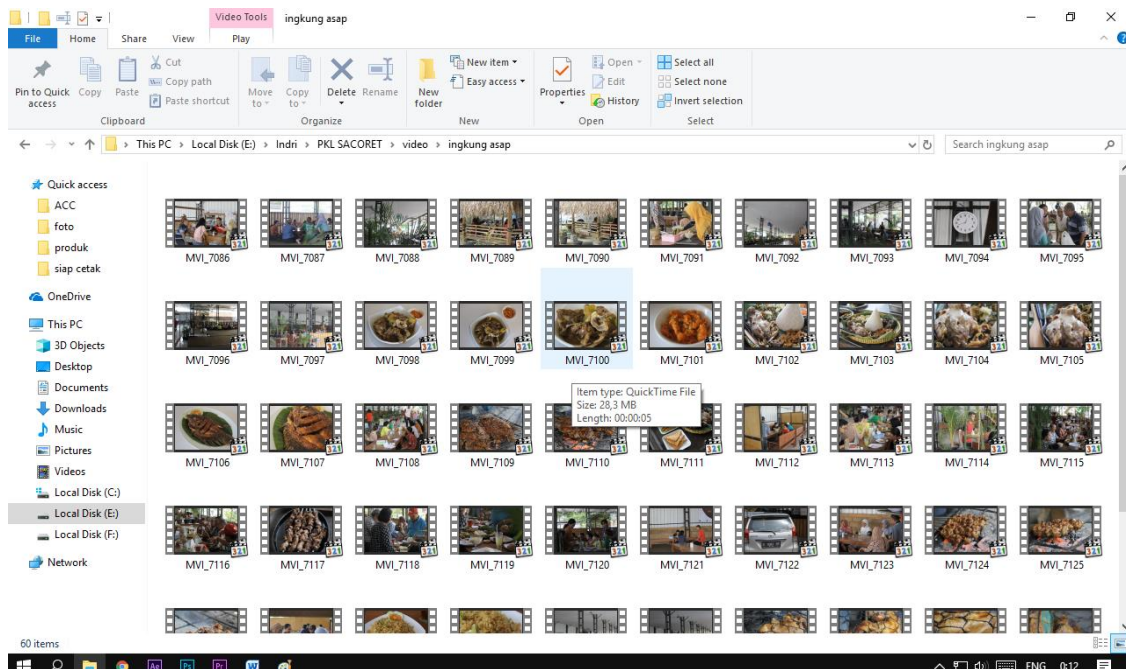 Video Tools
ingkung asap
File
Home
Share
View
Play
Pin to Quick access
Copy
Paste
Cut
Copy path
Paste shortcut
Clipboard
Move to
Copy to
Delete
Rename
Organize
New folder
New item
Easy access
New
Properties
Open
Edit
History
Open
Select all
Select none
Invert selection
Select
This PC > Local Disk (E:) > Indri > PKL SACORET > video > ingkung asap
Search ingkung asap
Quick access
ACC
foto
produk
siap cetak
OneDrive
This PC
3D Objects
Desktop
Documents
Downloads
Music
Pictures
Videos
Local Disk (C:)
Local Disk (E:)
Local Disk (F:)
Network
MVI_7086 MVI_7087 MVI_7088 MVI_7089 MVI_7090 MVI_7091 MVI_7092 MVI_7093 MVI_7094 MVI_7095
MVI_7096 MVI_7097 MVI_7098 MVI_7099 MVI_7100 MVI_7101 MVI_7102 MVI_7103 MVI_7104 MVI_7105
Item type: QuickTime File
Size: 28,3 MB
Length: 00:00:05
MVI_7106 MVI_7107 MVI_7108 MVI_7109 MVI_7110 MVI_7111 MVI_7112 MVI_7113 MVI_7114 MVI_7115
MVI_7116 MVI_7117 MVI_7118 MVI_7119 MVI_7120 MVI_7121 MVI_7122 MVI_7123 MVI_7124 MVI_7125
60 items
Ae
Ps
Pr
ENG
0:12